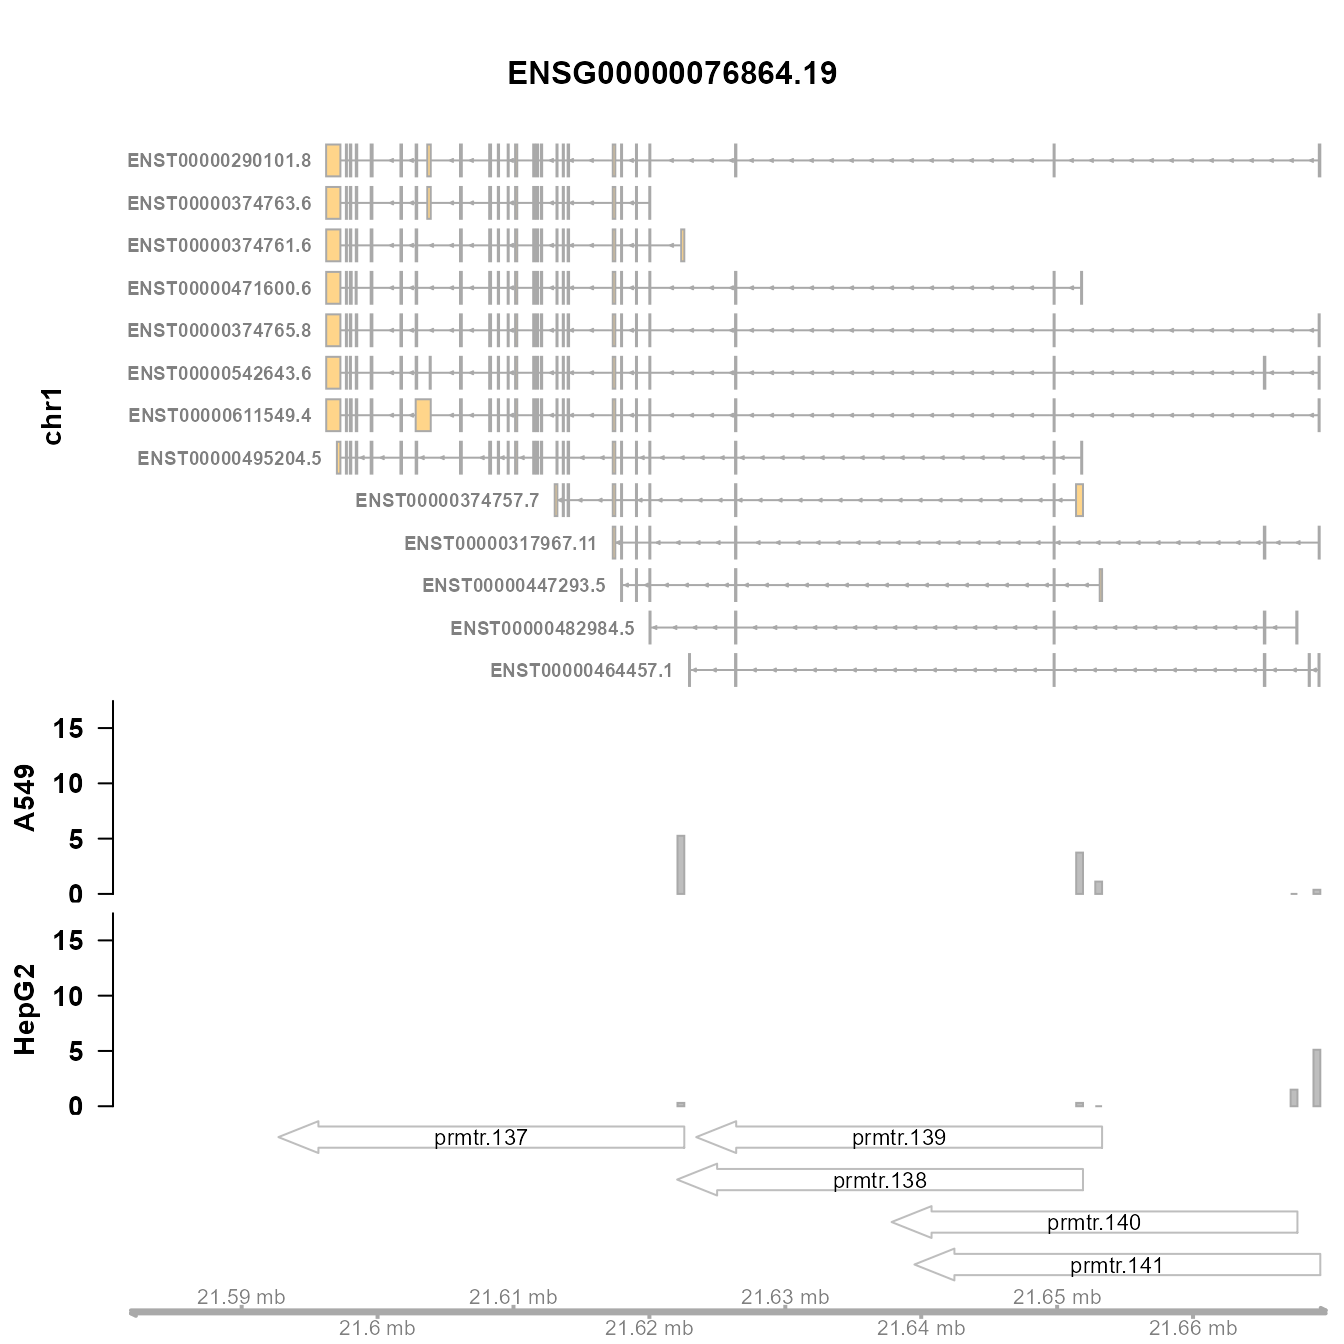 ENSG00000076864.19
ENST00000290101.8
ENST00000374763.6
ENST00000374761.6
ENST00000471600.6
ENST00000374765.8
ENST00000542643.6
ENST00000611549.4
ENST00000495204.5
ENST00000374757.7
ENST00000317967.11
ENST00000447293.5
ENST00000482984.5
ENST00000464457.1
chr1
A549
15
10
5
0
HepG2
15
10
5
0
prmtr.137
prmtr.139
prmtr.138
prmtr.140
prmtr.141
21.59 mb
21.61 mb
21.63 mb
21.65 mb
21.6 mb
21.62 mb
21.64 mb
21.66 mb